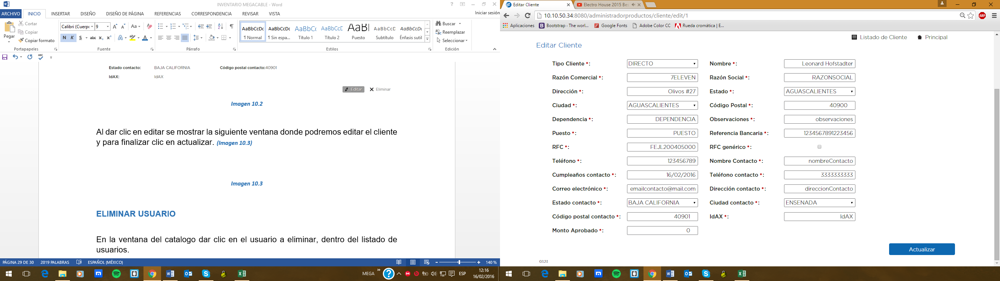 INVENTARIO MEGACABLE - Word
ARCHIVO INICIO INSERTAR DISEÑO DISEÑO DE PÁGINA REFERENCIAS CORRESPONDENCIA REVISAR VISTA Iniciar sesión
Pegar
Cortar
Copiar
Copiar formato
Portapapeles
Calibri (Cuerpo 9
N K S abc x₂ x²
Fuente
Párrafo
AaBbCcDc AaBbCcDc AaBbCc AaBbCcE AaBl AaBbCcD AaBbCcDc
¶ Normal ¶ Sin espa... Título 1 Título 2 Puesto Subtítulo Énfasis sutil
Estilos
Buscar
Reemplazar
Seleccionar
Edición
Estado contacto: BAJA CALIFORNIA Código postal contacto:40901
IdAX: IdAX
Editar Eliminar
Imagen 10.2
Al dar clic en editar se mostrar la siguiente ventana donde podremos editar el cliente
y para finalizar clic en actualizar. (Imagen 10.3)
Imagen 10.3
ELIMINAR USUARIO
En la ventana del catalogo dar clic en el usuario a eliminar, dentro del listado de
usuarios.
PÁGINA 29 DE 30 2019 PALABRAS ESPAÑOL (MÉXICO) 140 %
MEGA ESP 12:16
16/02/2016
Editar Cliente Electro House 2015 Bes
10.10.50.34:8080/administradorproductos/cliente/edit/1
ABP
Aplicaciones Bootstrap · The worl... Google Fonts Adobe Color CC Rueda cromática | E...
Listado de Cliente Principal
Editar Cliente
Tipo Cliente *: DIRECTO Nombre *: Leonard Hofstadter
Razón Comercial *: 7ELEVEN Razón Social *: RAZONSOCIAL
Dirección *: Olivos #27 Estado *: AGUASCALIENTES
Ciudad *: AGUASCALIENTES Código Postal *: 40900
Dependencia *: DEPENDENCIA Observaciones *: observaciones
Puesto *: PUESTO Referencia Bancaria *: 1234567891223456
RFC *: FEJL200405000 RFC genérico *:
Teléfono *: 123456789 Nombre Contacto *: nombreContacto
Cumpleaños contacto *: 16/02/2016 Teléfono contacto *: 3333333333
Correo electrónico *: emailcontacto@mail.com Dirección contacto *: direccionContacto
Estado contacto *: BAJA CALIFORNIA Ciudad contacto *: ENSENADA
Código postal contacto *: 40901 IdAX *: IdAX
Monto Aprobado *: 0
Actualizar
0.1.23